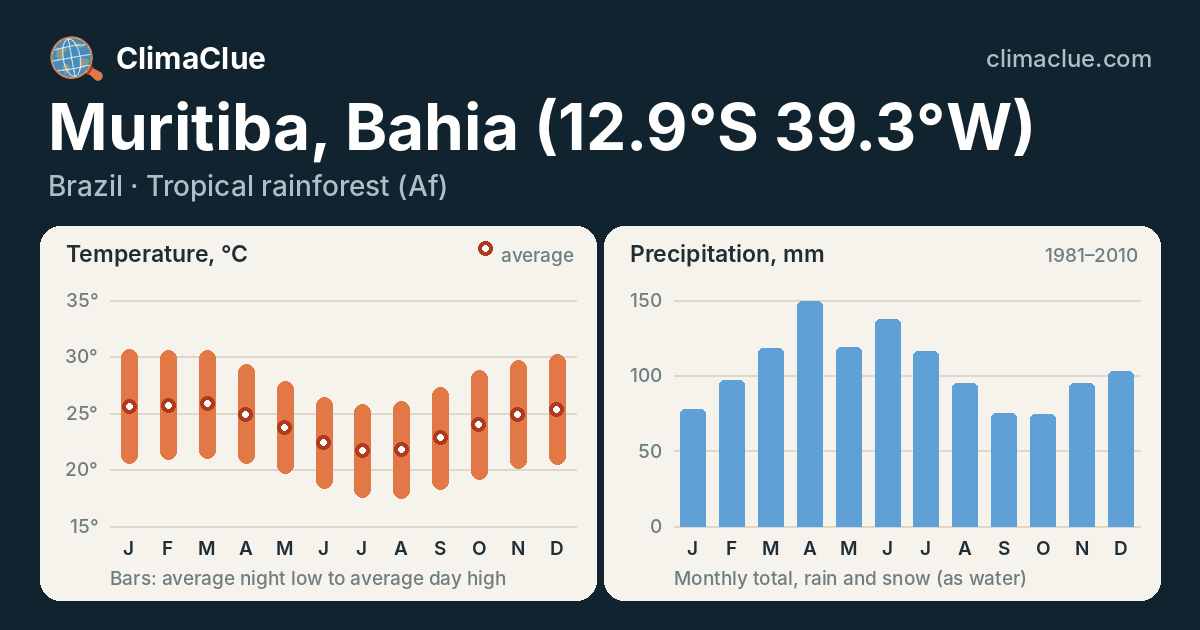 ClimaClue
climaclue.com
Muritiba, Bahia (12.9°S 39.3°W)
Brazil · Tropical rainforest (Af)
Temperature, °C
average
35°
30°
25°
20°
15°
J F M A M J J A S O N D
Bars: average night low to average day high
Precipitation, mm
1981–2010
150
100
50
0
J F M A M J J A S O N D
Monthly total, rain and snow (as water)